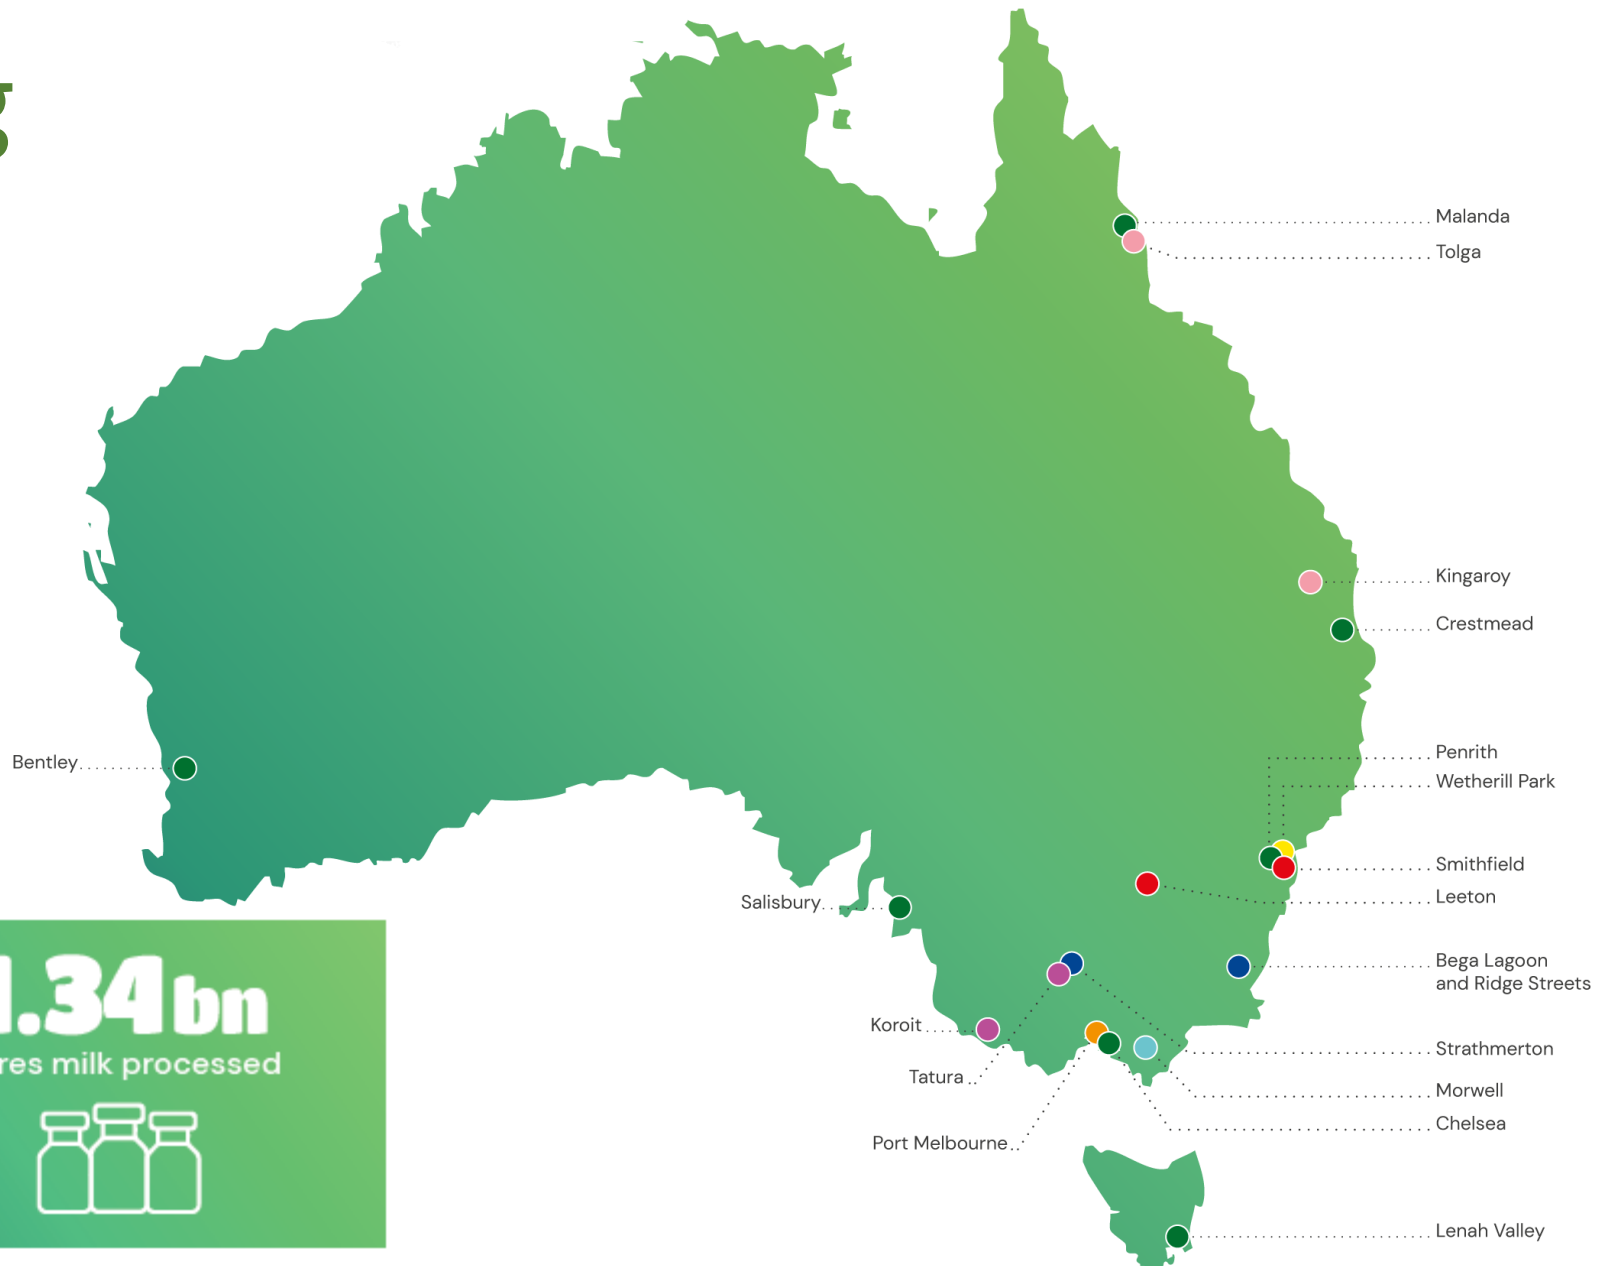 Malanda
Tolga
Kingaroy
Crestmead
Penrith
Bentley
Wetherill Park
Smithfield
Salisbury
Leeton
Bega Lagoon
and Ridge Streets
Koroit
Strathmerton
Tatura
Morwell
Chelsea
Port Melbourne
Lenah Valley
.34bn
res milk processed